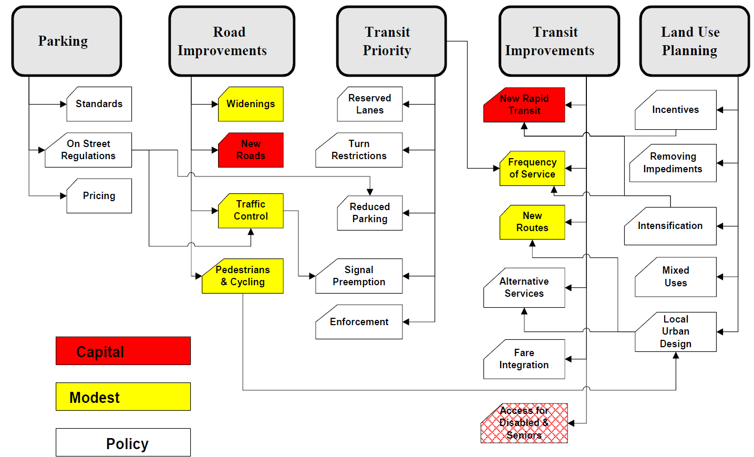 Parking
Road
Improvements
Transit
Priority
Transit
Improvements
Land Use
Planning
Standards
On Street
Regulations
Pricing
Widenings
New
Roads
Traffic
Control
Pedestrians
& Cycling
Reserved
Lanes
Turn
Restrictions
Reduced
Parking
Signal
Preemption
Enforcement
New Rapid
Transit
Frequency
of Service
New
Routes
Alternative
Services
Fare
Integration
Access for
Disabled &
Seniors
Incentives
Removing
Impediments
Intensification
Mixed
Uses
Local
Urban
Design
Capital
Modest
Policy